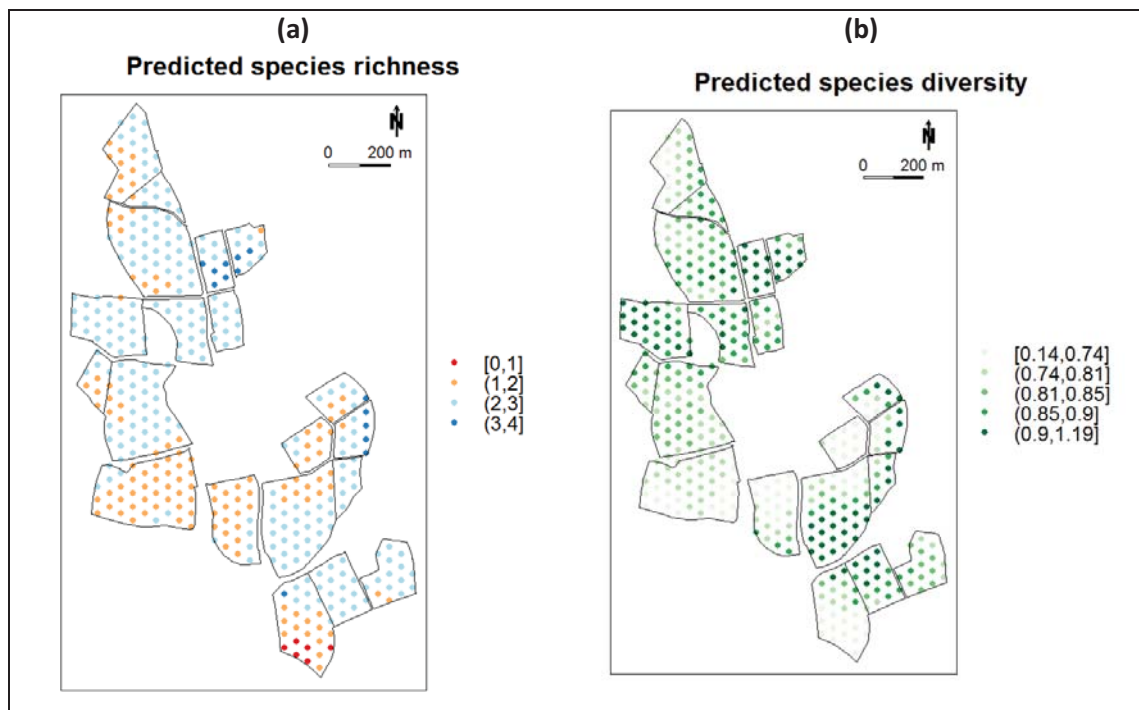 (a)
Predicted species richness
N
0 200 m
[0,1]
(1,2]
(2,3]
(3,4]
(b)
Predicted species diversity
N
0 200 m
[0.14,0.74]
(0.74,0.81]
(0.81,0.85]
(0.85,0.9]
(0.9,1.19]